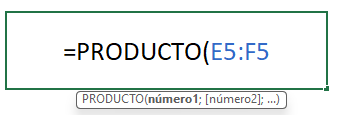 =PRODUCTO(E5:F5
PRODUCTO(número1; [número2]; ...)